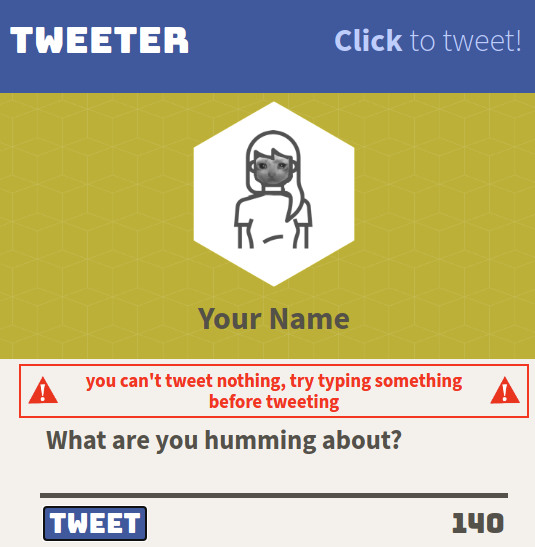 TWEETER
Click to tweet!
Your Name
you can't tweet nothing, try typing something
before tweeting
What are you humming about?
TWEET
140